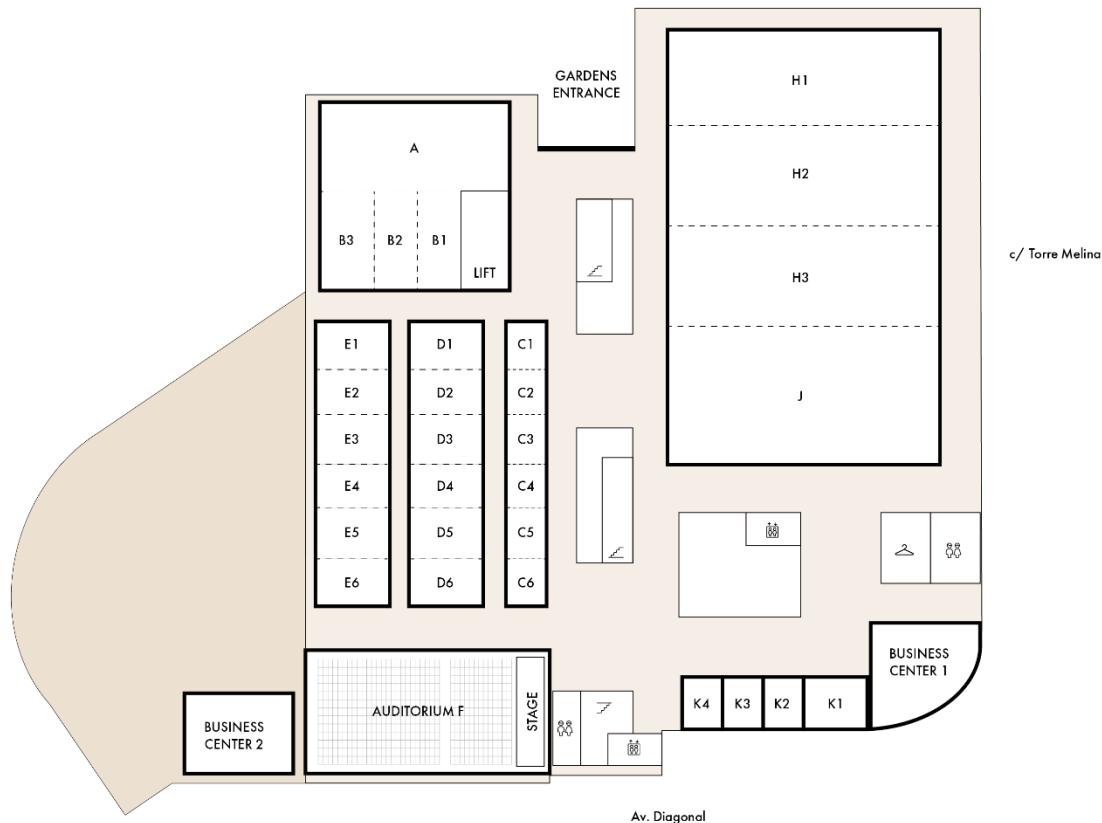 GARDENS
ENTRANCE
H1
A
H2
B3
B2
B1
LIFT
c/ Torre Melina
H3
E1
D1
C1
E2
D2
C2
J
E3
D3
C3
E4
D4
C4
E5
D5
C5
E6
D6
C6
BUSINESS
CENTER 1
K4
K3
K2
K1
AUDITORIUM F
STAGE
BUSINESS
CENTER 2
Av. Diagonal